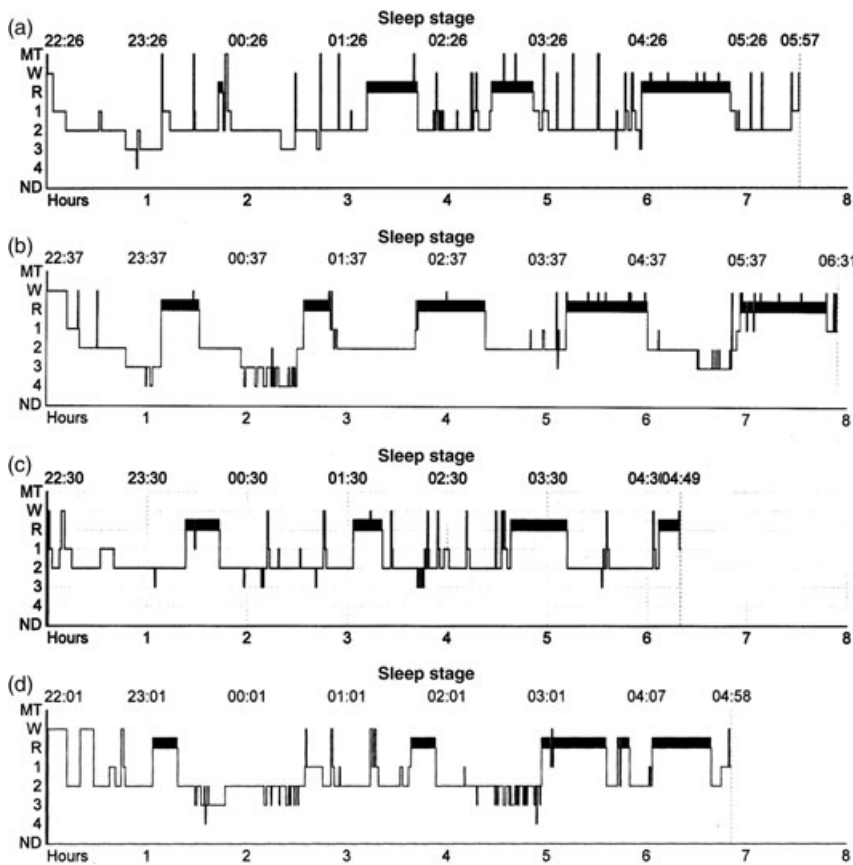 (a)
Sleep stage
22:26 23:26 00:26 01:26 02:26 03:26 04:26 05:26 05:57
MT
W
R
1
2
3
4
ND
Hours 1 2 3 4 5 6 7 8
(b)
Sleep stage
22:37 23:37 00:37 01:37 02:37 03:37 04:37 05:37 06:31
MT
W
R
1
2
3
4
ND
Hours 1 2 3 4 5 6 7 8
(c)
Sleep stage
22:30 23:30 00:30 01:30 02:30 03:30 04:30 04:49
MT
W
R
1
2
3
4
ND
Hours 1 2 3 4 5 6 7 8
(d)
Sleep stage
22:01 23:01 00:01 01:01 02:01 03:01 04:07 04:58
MT
W
R
1
2
3
4
ND
Hours 1 2 3 4 5 6 7 8